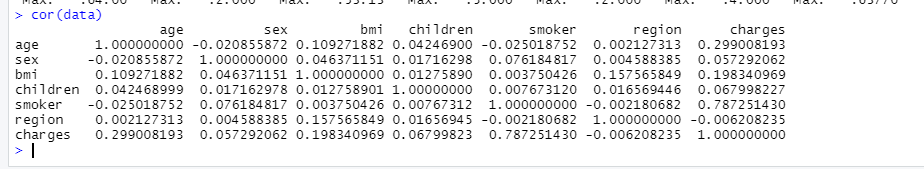 > cor(data)
age sex bmi children smoker region charges
age 1.000000000 -0.020855872 0.109271882 0.04246900 -0.025018752 0.002127313 0.299008193
sex -0.020855872 1.000000000 0.046371151 0.01716298 0.076184817 0.004588385 0.057292062
bmi 0.109271882 0.046371151 1.000000000 0.01275890 0.003750426 0.157565849 0.198340969
children 0.042468999 0.017162978 0.012758901 1.00000000 0.007673120 0.016569446 0.067998227
smoker -0.025018752 0.076184817 0.003750426 0.00767312 1.000000000 -0.002180682 0.787251430
region 0.002127313 0.004588385 0.157565849 0.01656945 -0.002180682 1.000000000 -0.006208235
charges 0.299008193 0.057292062 0.198340969 0.06799823 0.787251430 -0.006208235 1.000000000
>